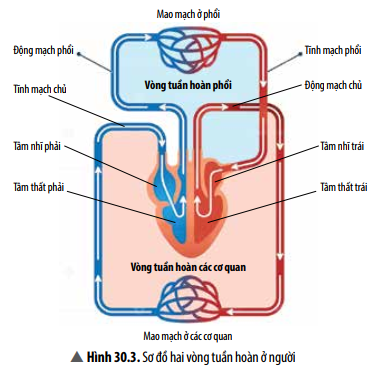 Mao mạch ở phổi
Động mạch phổi
Tĩnh mạch phổi
Vòng tuần hoàn phổi
Tĩnh mạch chủ
Động mạch chủ
Tâm nhĩ phải
Tâm nhĩ trái
Tâm thất phải
Tâm thất trái
Vòng tuần hoàn các cơ quan
Mao mạch ở các cơ quan
▲ Hình 30.3. Sơ đồ hai vòng tuần hoàn ở người